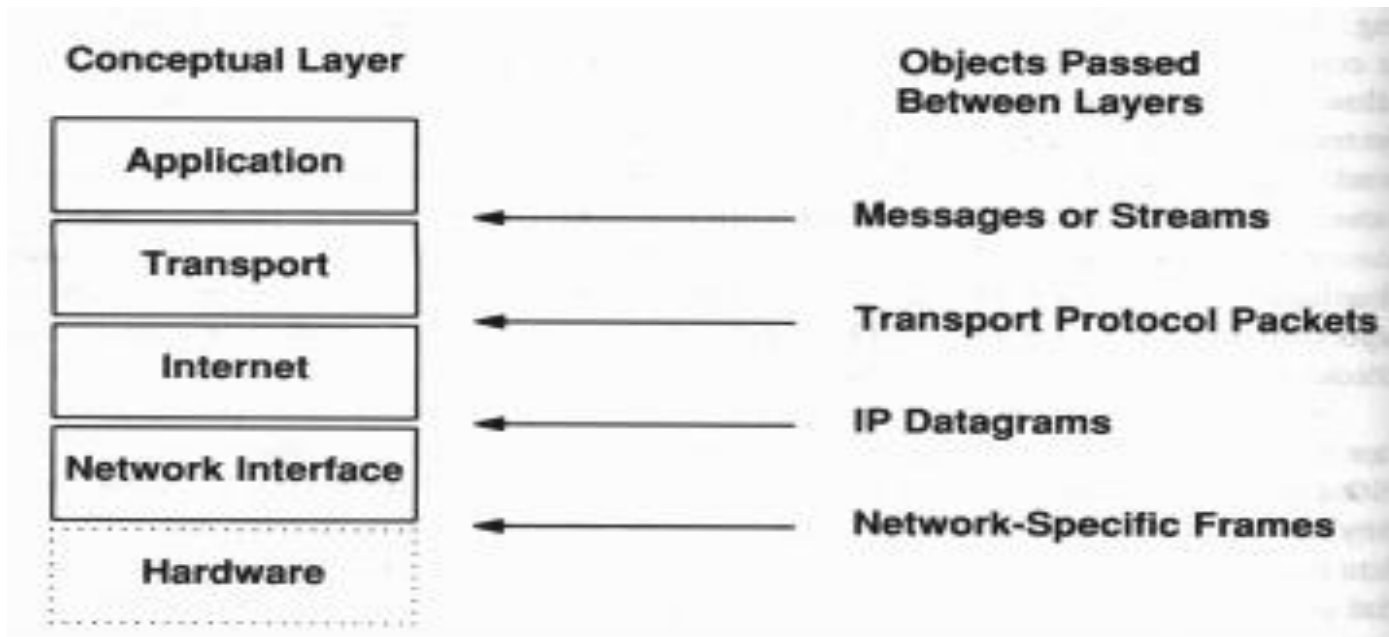 Conceptual Layer
Objects Passed
Between Layers
Application
Messages or Streams
Transport
Transport Protocol Packets
Internet
IP Datagrams
Network Interface
Network-Specific Frames
Hardware